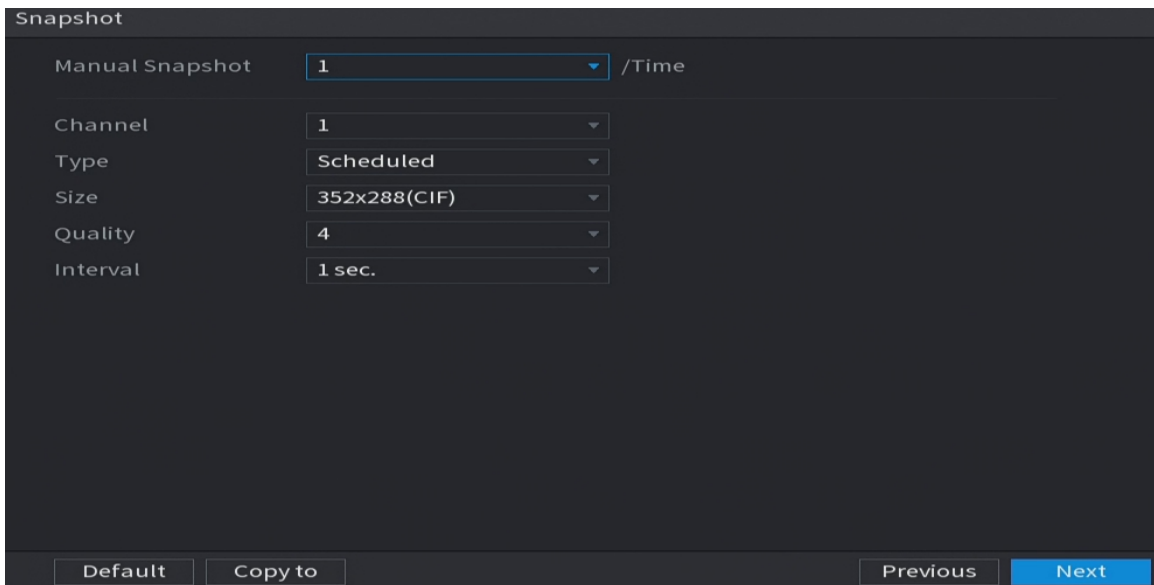 Snapshot
Manual Snapshot 1 /Time
Channel 1
Type Scheduled
Size 352x288(CIF)
Quality 4
Interval 1 sec.
Default Copy to Previous Next